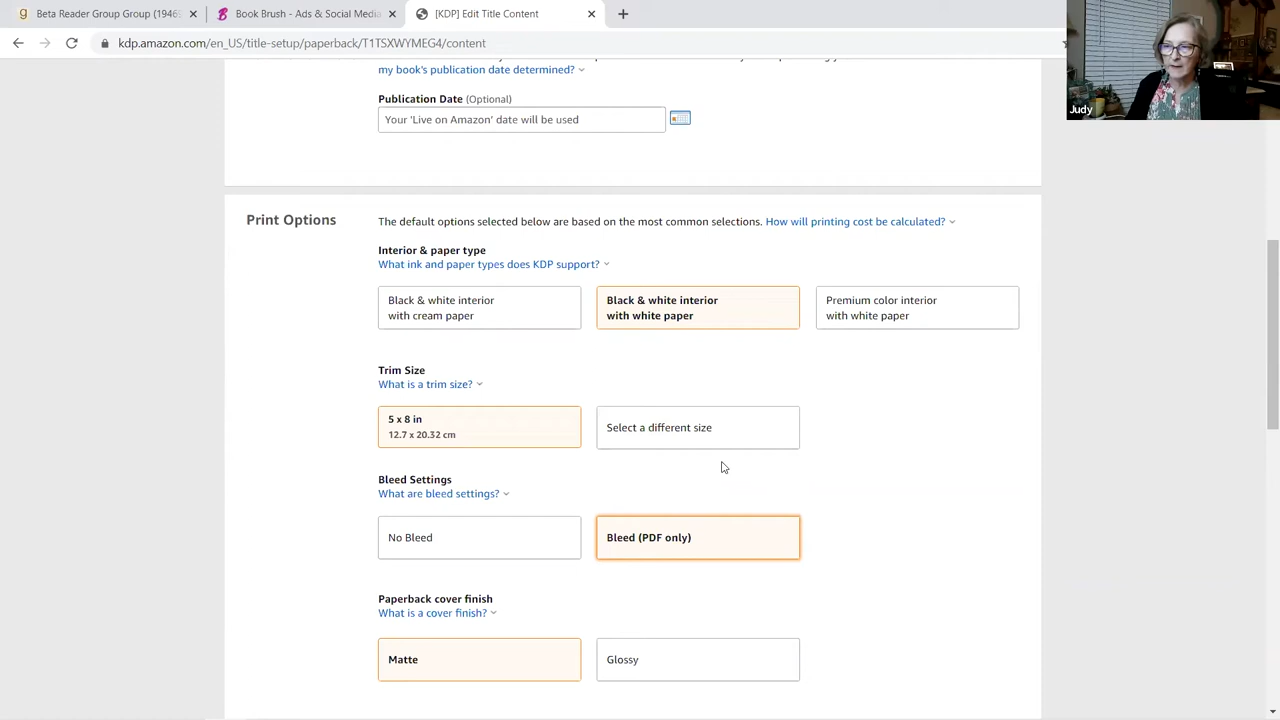 Beta Reader Group Group (1946
Book Brush - Ads & Social Media
[KDP] Edit Title Content
kdp.amazon.com/en_US/title-setup/paperback/T1TSXWYMEG4/content
my book's publication date determined?
Publication Date (Optional)
Your 'Live on Amazon' date will be used
Judy
Print Options
The default options selected below are based on the most common selections. How will printing cost be calculated?
Interior & paper type
What ink and paper types does KDP support?
Black & white interior
with cream paper
Black & white interior
with white paper
Premium color interior
with white paper
Trim Size
What is a trim size?
5 x 8 in
12.7 x 20.32 cm
Select a different size
Bleed Settings
What are bleed settings?
No Bleed
Bleed (PDF only)
Paperback cover finish
What is a cover finish?
Matte
Glossy